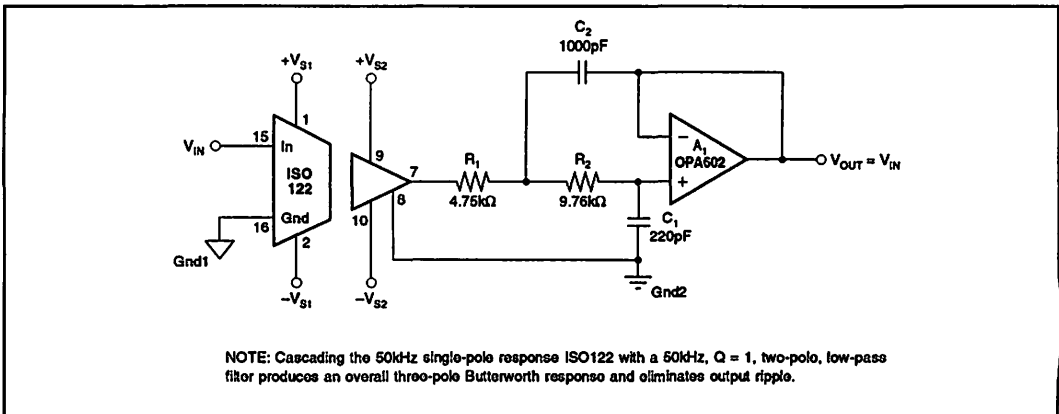 C2
1000pF
+VS1
+VS2
1
VIN
15
In
ISO
122
16
Gnd
2
Gnd1
–VS1
9
7
8
10
–VS2
R1
4.75kΩ
R2
9.76kΩ
–
A1
OPA602
+
VOUT = VIN
C1
220pF
Gnd2
NOTE: Cascading the 50kHz single-pole response ISO122 with a 50kHz, Q = 1, two-pole, low-pass
filter produces an overall three-pole Butterworth response and eliminates output ripple.